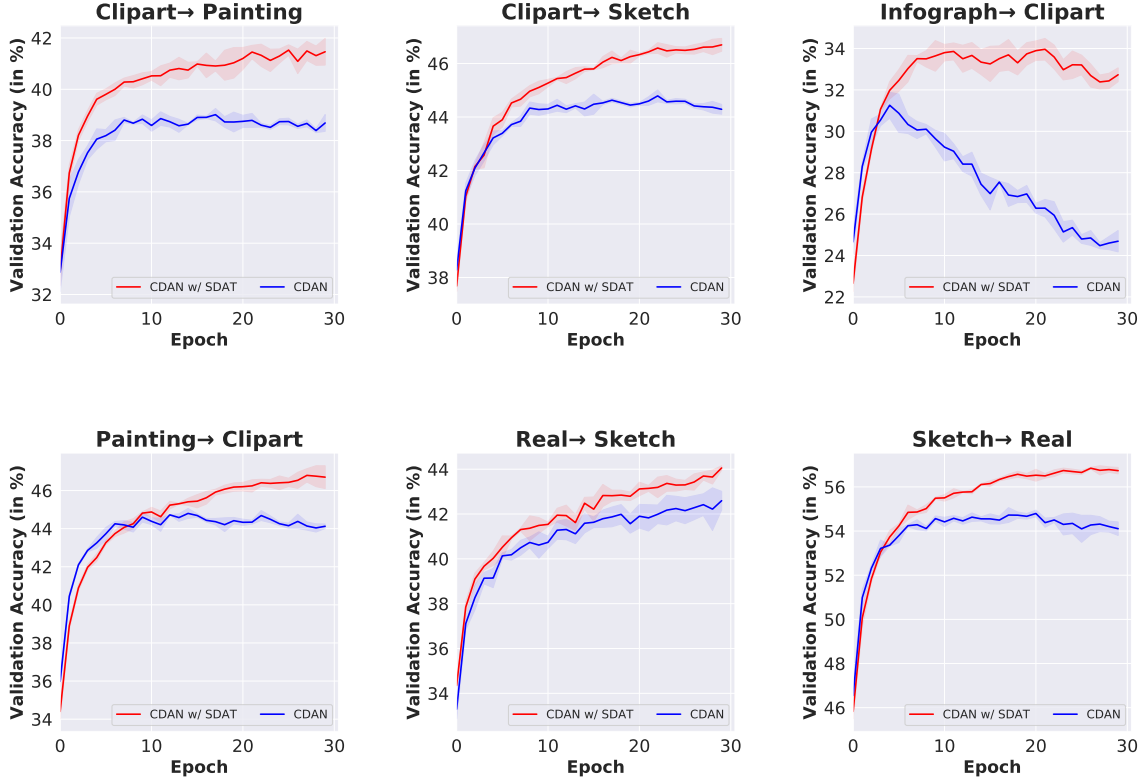 Clipart→ Painting
Validation Accuracy (in %)
42
40
38
36
34
32
CDAN w/ SDAT
CDAN
0
10
20
30
Epoch
Clipart→ Sketch
Validation Accuracy (in %)
46
44
42
40
38
CDAN w/ SDAT
CDAN
0
10
20
30
Epoch
Infograph→ Clipart
Validation Accuracy (in %)
34
32
30
28
26
24
22
CDAN w/ SDAT
CDAN
0
10
20
30
Epoch
Painting→ Clipart
Validation Accuracy (in %)
46
44
42
40
38
36
34
CDAN w/ SDAT
CDAN
0
10
20
30
Epoch
Real→ Sketch
Validation Accuracy (in %)
44
42
40
38
36
34
CDAN w/ SDAT
CDAN
0
10
20
30
Epoch
Sketch→ Real
Validation Accuracy (in %)
56
54
52
50
48
46
CDAN w/ SDAT
CDAN
0
10
20
30
Epoch